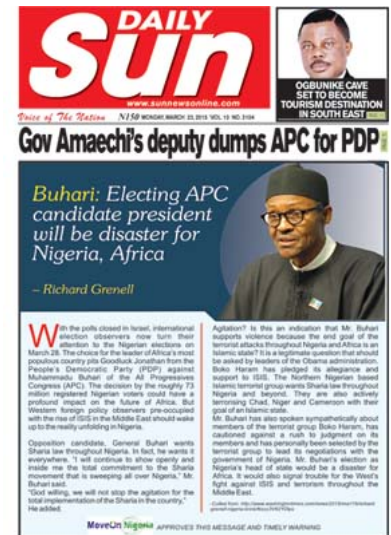 DAILY
Sun
www.sunnewsonline.com
OGBUNIKE CAVE
SET TO BECOME
TOURISM DESTINATION
IN SOUTH EAST
Voice of The Nation N150 MONDAY, MARCH 23, 2015 VOL. 10 NO. 3104
Gov Amaechi's deputy dumps APC for PDP
Buhari: Electing APC
candidate president
will be disaster for
Nigeria, Africa
– Richard Grenell
With the polls closed in Israel, international
election observers now turn their
attention to the Nigerian elections on
March 28. The choice for the leader of Africa's most
populous country pits Goodluck Jonathan from the
People's Democratic Party (PDP) against
Muhammadu Buhari of the All Progressives
Congress (APC). The decision by the roughly 73
million registered Nigerian voters could have a
profound impact on the future of Africa. But
Western foreign policy observers pre-occupied
with the rise of ISIS in the Middle East should wake
up to the reality unfolding in Nigeria.
Opposition candidate, General Buhari wants
Sharia law throughout Nigeria. In fact, he wants it
everywhere. "I will continue to show openly and
inside me the total commitment to the Sharia
movement that is sweeping all over Nigeria," Mr.
Buhari said.
"God willing, we will not stop the agitation for the
total implementation of the Sharia in the country,"
He added.
Agitation? Is this an indication that Mr. Buhari
supports violence because the end goal of the
terrorist attacks throughout Nigeria and Africa is an
Islamic state? It is a legitimate question that should
be asked by leaders of the Obama administration.
Boko Haram has pledged its allegiance and
support to ISIS. The Northern Nigerian based
Islamic terrorist group wants Sharia law throughout
Nigeria and beyond. They are also actively
terrorising Chad, Niger and Cameroon with their
goal of an Islamic state.
Mr. Buhari has also spoken sympathetically about
members of the terrorist group Boko Haram, has
cautioned against a rush to judgment on its
members and has personally been selected by the
terrorist group to lead its negotiations with the
government of Nigeria. Mr. Buhari's election as
Nigeria's head of state would be a disaster for
Africa. It would also signal trouble for the West's
fight against ISIS and terrorism throughout the
Middle East.
MoveOn Nigeria APPROVES THIS MESSAGE AND TIMELY WARNING